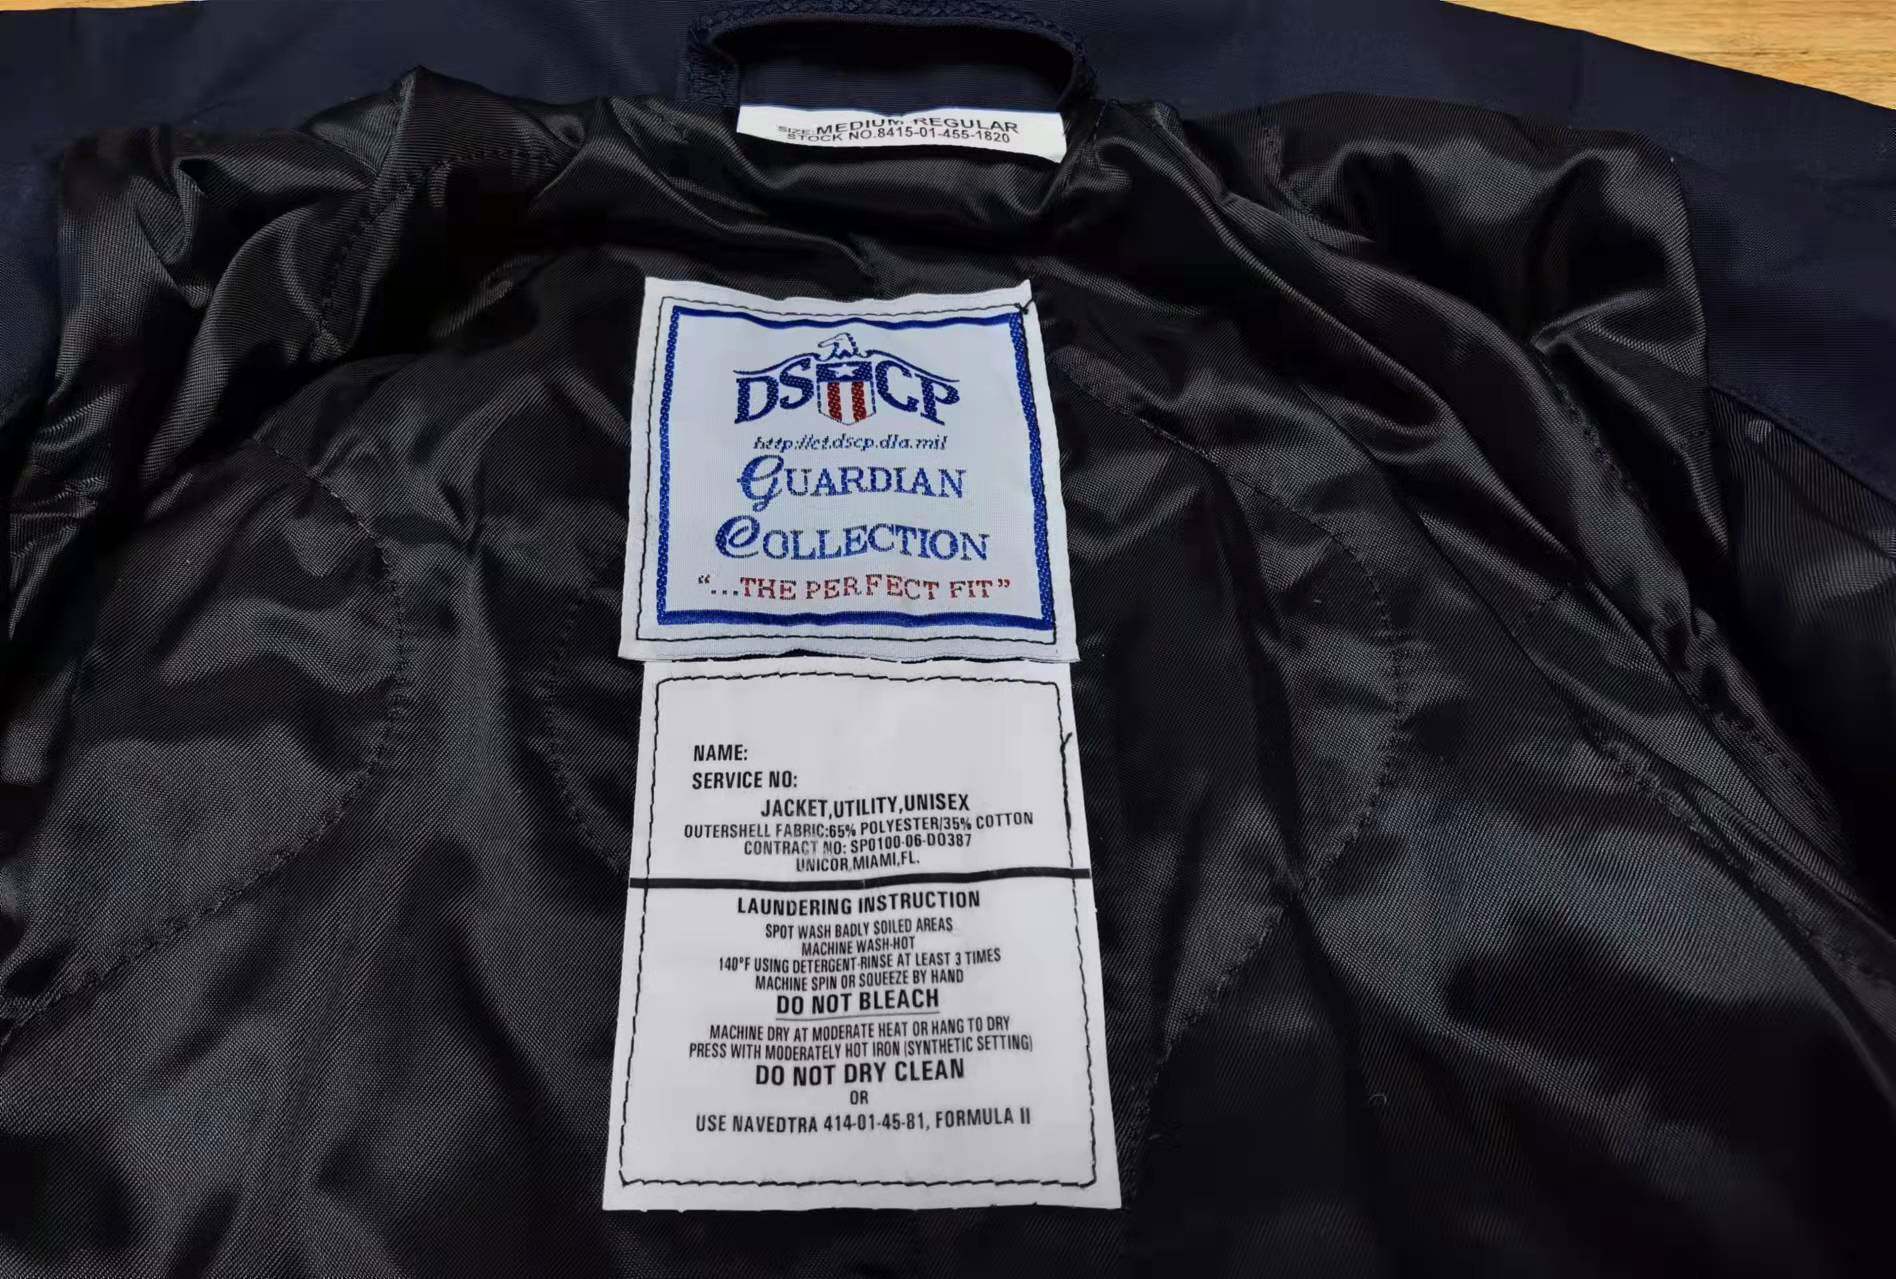 SIZE: MEDIUM REGULAR
STOCK NO.8415-01-455-1820
DSCP
http://ct.dscp.dla.mil
GUARDIAN
COLLECTION
"...THE PERFECT FIT"
NAME:
SERVICE NO:
JACKET,UTILITY,UNISEX
OUTERSHELL FABRIC:65% POLYESTER/35% COTTON
CONTRACT NO: SP0100-06-D0387
UNICOR,MIAMI,FL.
LAUNDERING INSTRUCTION
SPOT WASH BADLY SOILED AREAS
MACHINE WASH-HOT
140°F USING DETERGENT-RINSE AT LEAST 3 TIMES
MACHINE SPIN OR SQUEEZE BY HAND
DO NOT BLEACH
MACHINE DRY AT MODERATE HEAT OR HANG TO DRY
PRESS WITH MODERATELY HOT IRON (SYNTHETIC SETTING)
DO NOT DRY CLEAN
OR
USE NAVEDTRA 414-01-45-81, FORMULA II